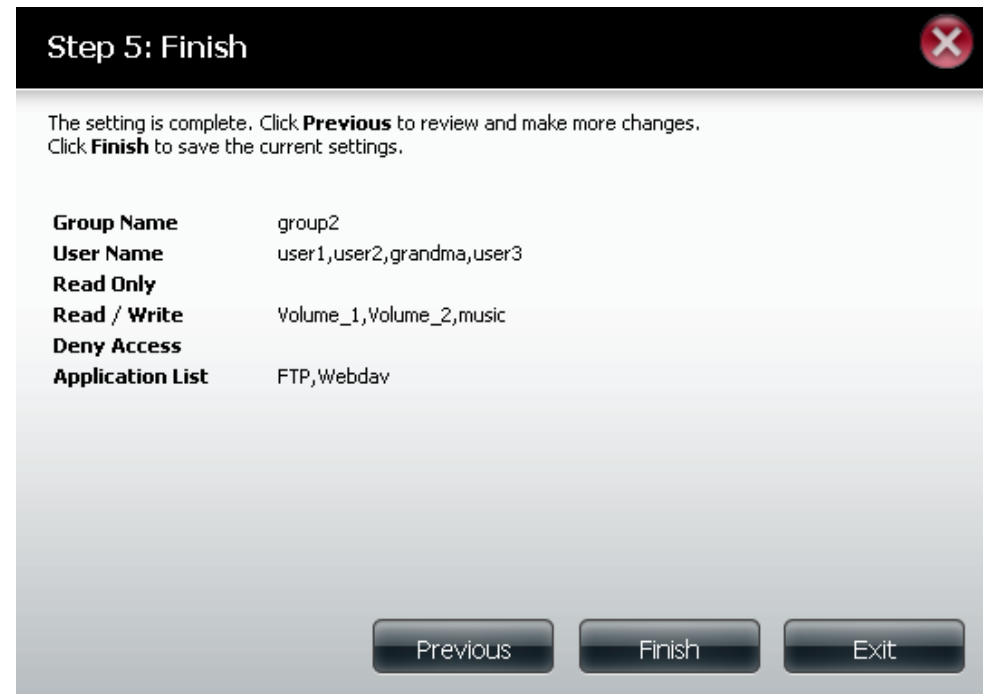 Step 5: Finish
The setting is complete. Click Previous to review and make more changes.
Click Finish to save the current settings.
Group Name group2
User Name user1,user2,grandma,user3
Read Only
Read / Write Volume_1,Volume_2,music
Deny Access
Application List FTP,Webdav
Previous Finish Exit